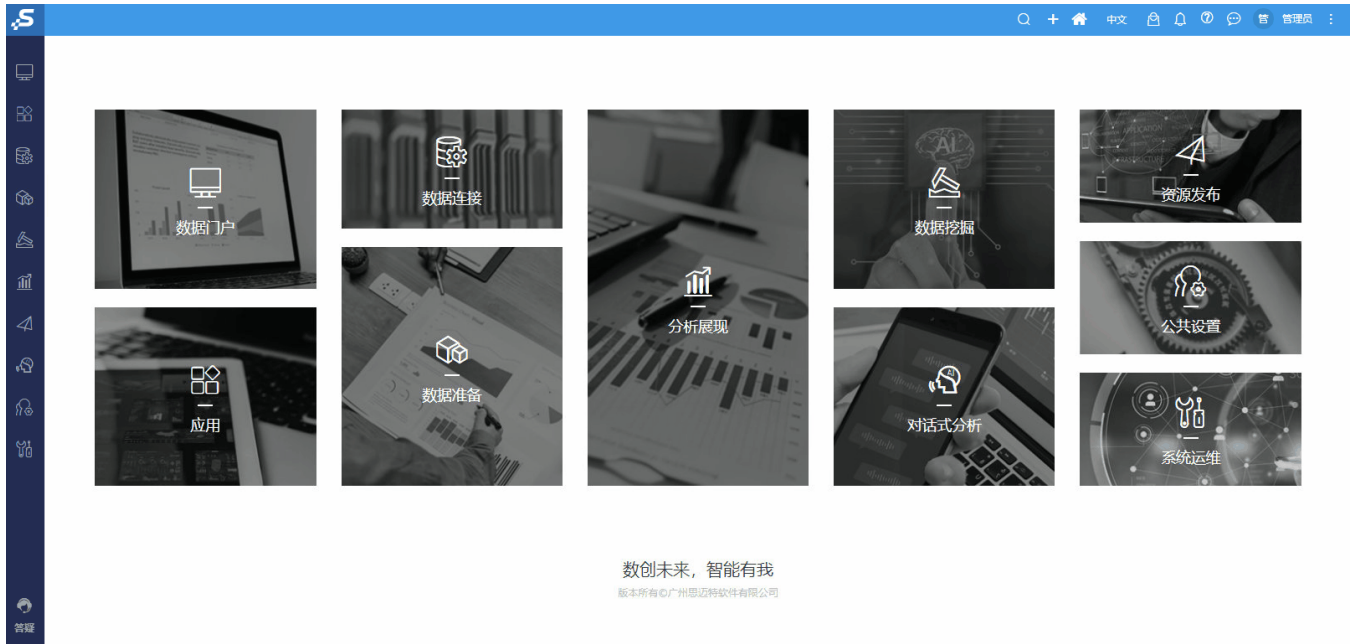 S
中文
管
管理员
数据门户
数据连接
分析展现
AI
数据挖掘
资源发布
应用
数据准备
AI
对话式分析
公共设置
系统运维
数创未来，智能有我
版本所有©广州思迈特软件有限公司
答疑